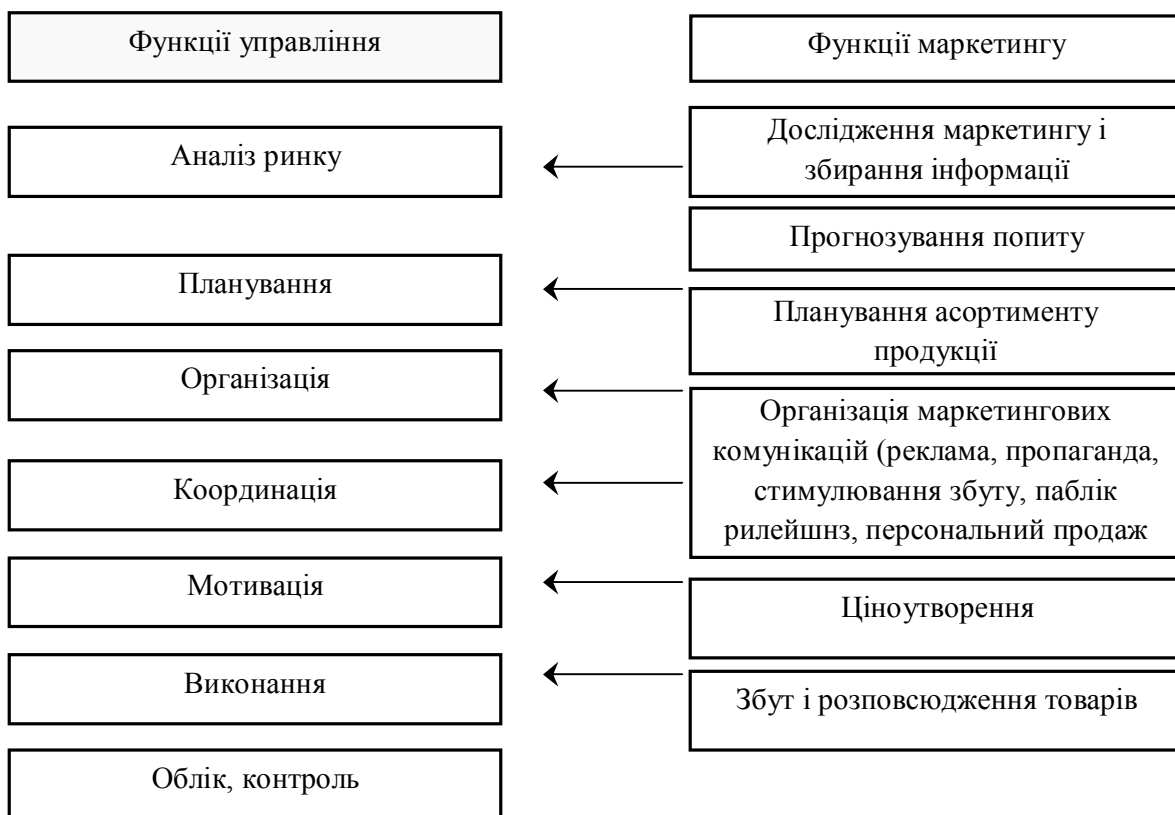 Функції управління
Функції маркетингу
Аналіз ринку
Дослідження маркетингу і
збирання інформації
Прогнозування попиту
Планування
Планування асортименту
продукції
Організація
Організація маркетингових
комунікацій (реклама, пропаганда,
стимулювання збуту, паблік
рилейшнз, персональний продаж
Координація
Мотивація
Ціноутворення
Виконання
Збут і розповсюдження товарів
Облік, контроль